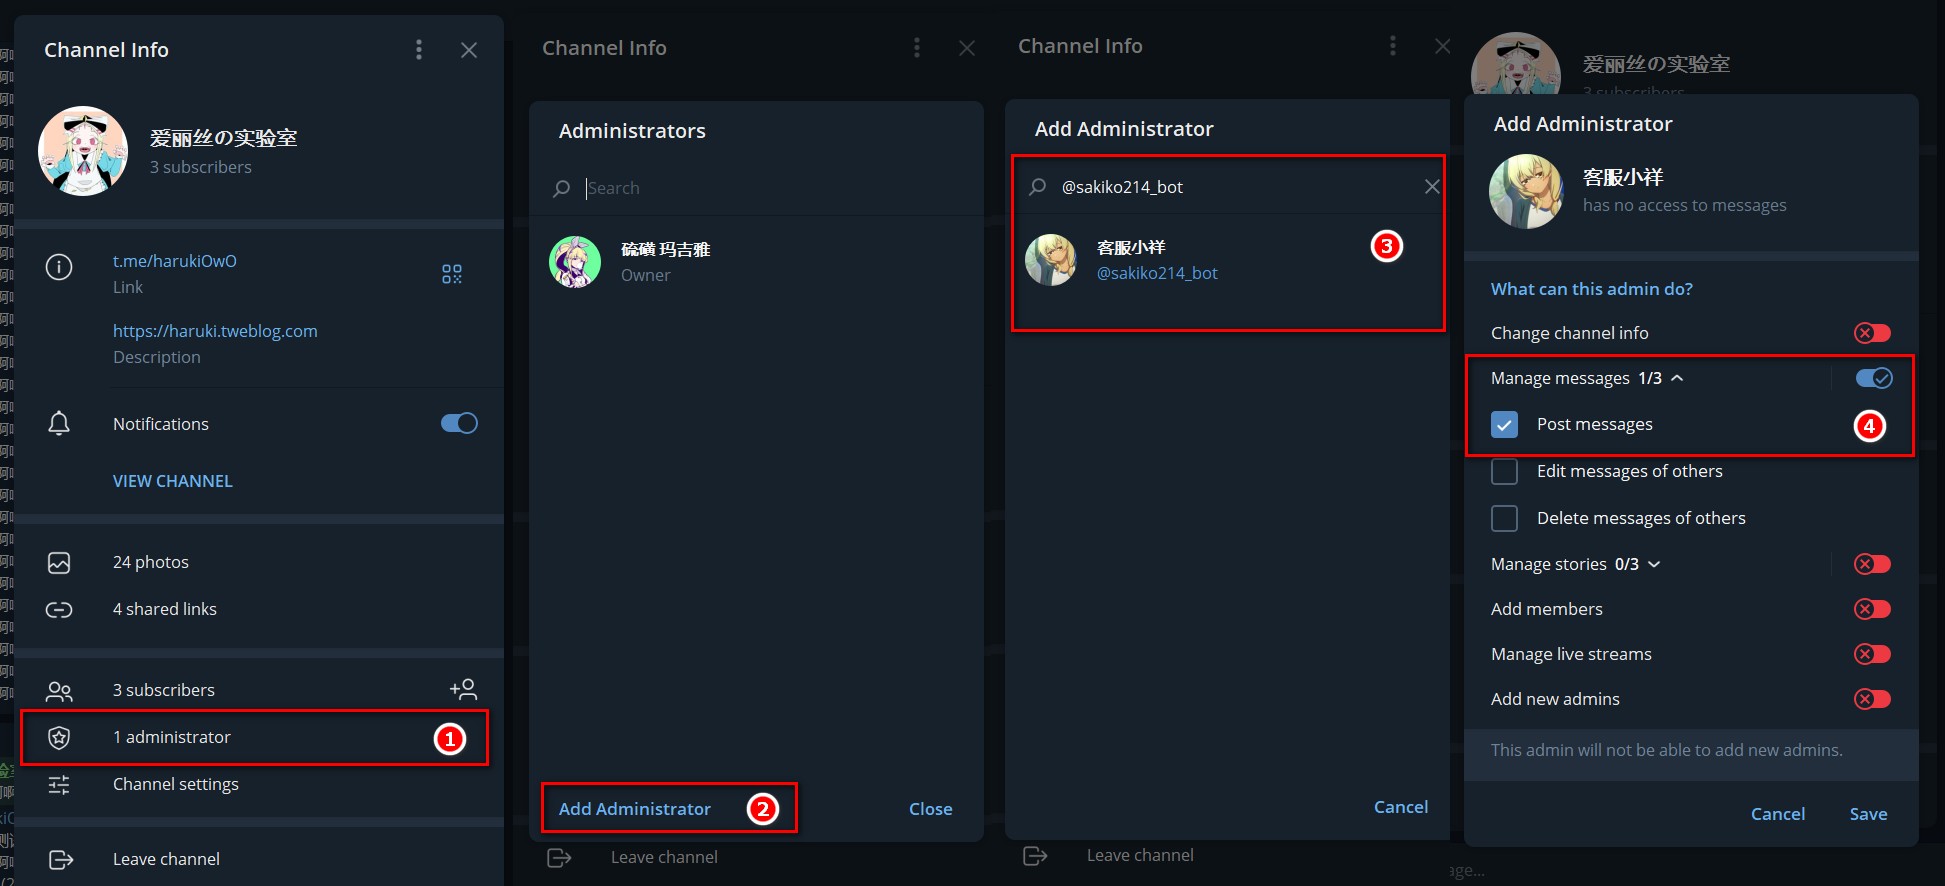 Channel Info
爱丽丝の实验室
3 subscribers
t.me/harukiOwO
Link
https://haruki.tweblog.com
Description
Notifications
VIEW CHANNEL
24 photos
4 shared links
3 subscribers
1 administrator
1
Channel settings
Leave channel
Channel Info
Administrators
Search
硫磺 玛吉雅
Owner
Add Administrator
2
Close
Leave channel
Channel Info
Add Administrator
@sakiko214_bot
客服小祥
@sakiko214_bot
3
Cancel
Leave channel
爱丽丝の实验室
3 subscribers
Add Administrator
客服小祥
has no access to messages
What can this admin do?
Change channel info
Manage messages 1/3
Post messages
4
Edit messages of others
Delete messages of others
Manage stories 0/3
Add members
Manage live streams
Add new admins
This admin will not be able to add new admins.
Cancel
Save